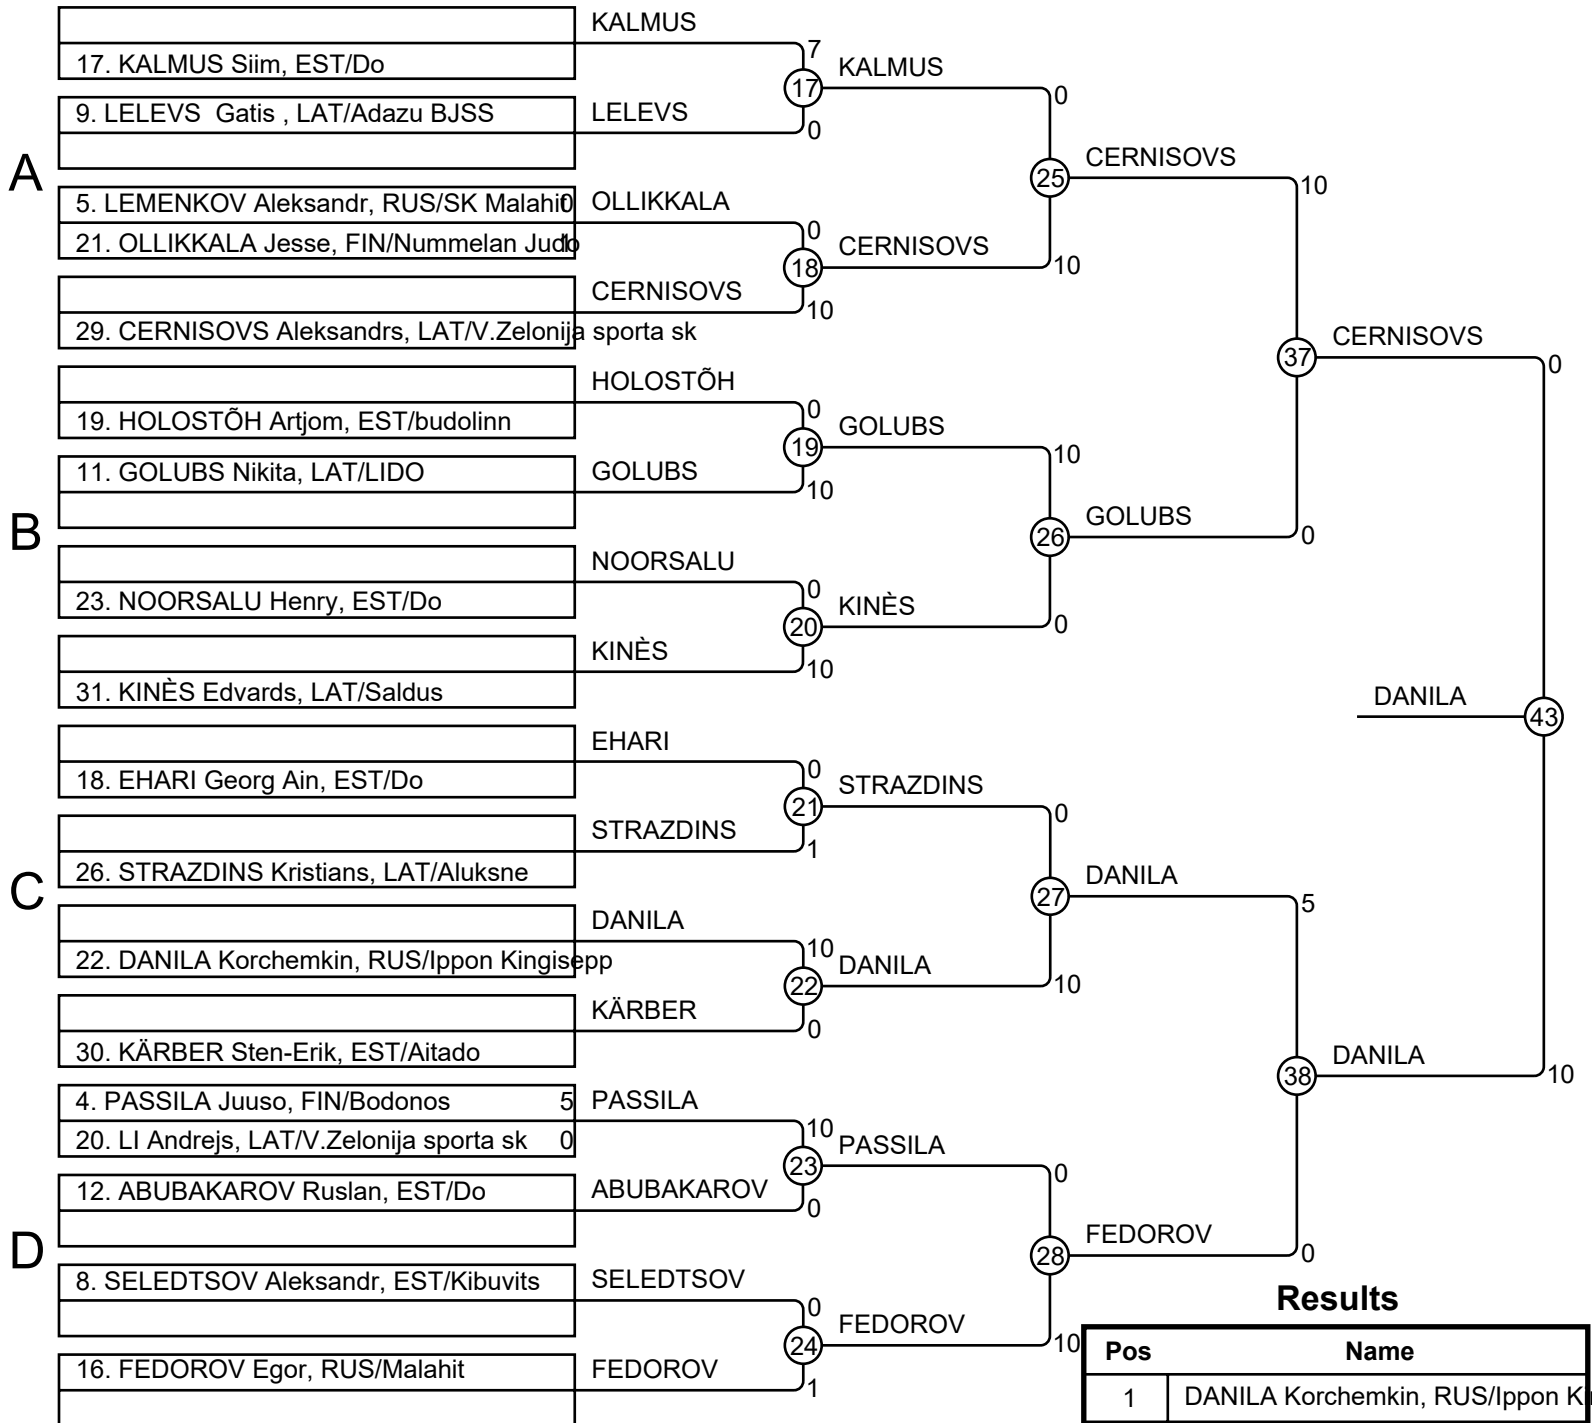 KALMUS
17. KALMUS Siim, EST/Do
7
17
KALMUS
0
9. LELEVS  Gatis , LAT/Adazu BJSS
LELEVS
0
A
25
CERNISOVS
10
5. LEMENKOV Aleksandr, RUS/SK Malahit 0
OLLIKKALA
21. OLLIKKALA Jesse, FIN/Nummelan Judo 1
0
18
CERNISOVS
10
CERNISOVS
10
29. CERNISOVS Aleksandrs, LAT/V.Zelonija sporta sk
37
CERNISOVS
0
HOLOSTÕH
19. HOLOSTÕH Artjom, EST/budolinn
0
19
GOLUBS
10
11. GOLUBS Nikita, LAT/LIDO
GOLUBS
10
B
26
GOLUBS
0
NOORSALU
23. NOORSALU Henry, EST/Do
0
20
KINÈS
0
KINÈS
10
31. KINÈS Edvards, LAT/Saldus
DANILA
43
EHARI
18. EHARI Georg Ain, EST/Do
0
21
STRAZDINS
0
STRAZDINS
1
26. STRAZDINS Kristians, LAT/Aluksne
C
27
DANILA
5
DANILA
22. DANILA Korchemkin, RUS/Ippon Kingisepp
10
22
DANILA
10
KÄRBER
0
30. KÄRBER Sten-Erik, EST/Aitado
38
DANILA
10
4. PASSILA Juuso, FIN/Bodonos 5
PASSILA
20. LI Andrejs, LAT/V.Zelonija sporta sk 0
10
23
PASSILA
0
12. ABUBAKAROV Ruslan, EST/Do
ABUBAKAROV
0
D
28
FEDOROV
0
8. SELEDTSOV Aleksandr, EST/Kibuvits
SELEDTSOV
0
24
FEDOROV
10
16. FEDOROV Egor, RUS/Malahit
FEDOROV
1
Results
Pos Name
1 DANILA Korchemkin, RUS/Ippon